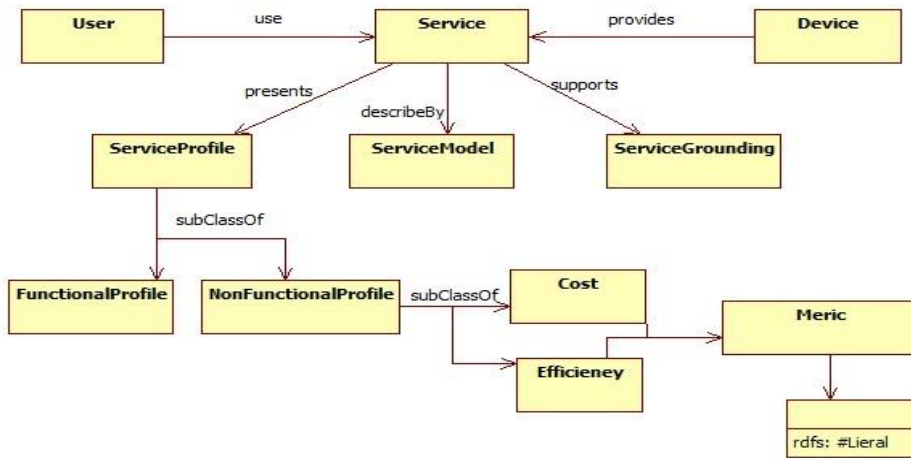 User
use
Service
provides
Device
presents
describeBy
supports
ServiceProfile
ServiceModel
ServiceGrounding
subClassOf
FunctionalProfile
NonFunctionalProfile
subClassOf
Cost
Meric
Efficieney
rdfs: #Lieral